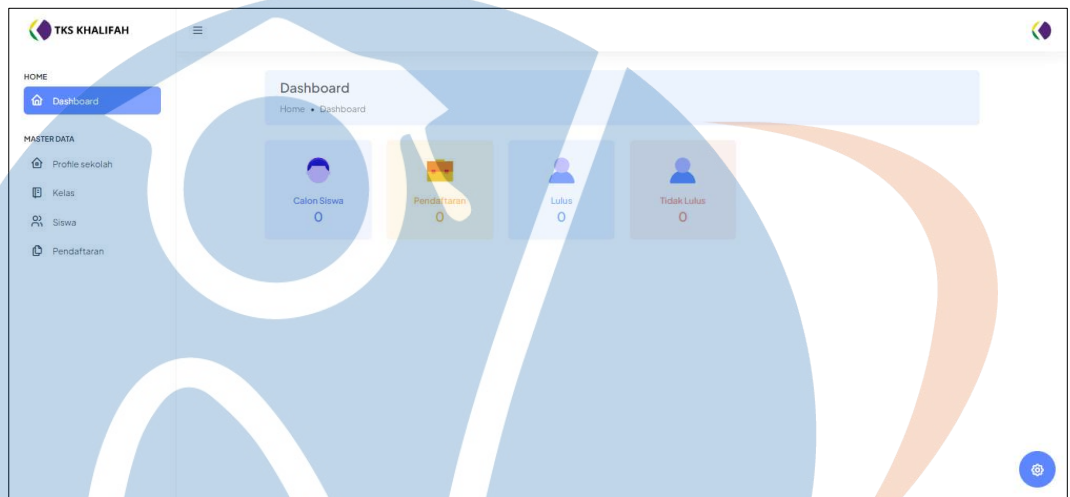 TKS KHALIFAH
HOME
Dashboard
MASTER DATA
Profile sekolah
Kelas
Siswa
Pendaftaran
Dashboard
Home • Dashboard
Calon Siswa
0
Pendaftaran
0
Lulus
0
Tidak Lulus
0